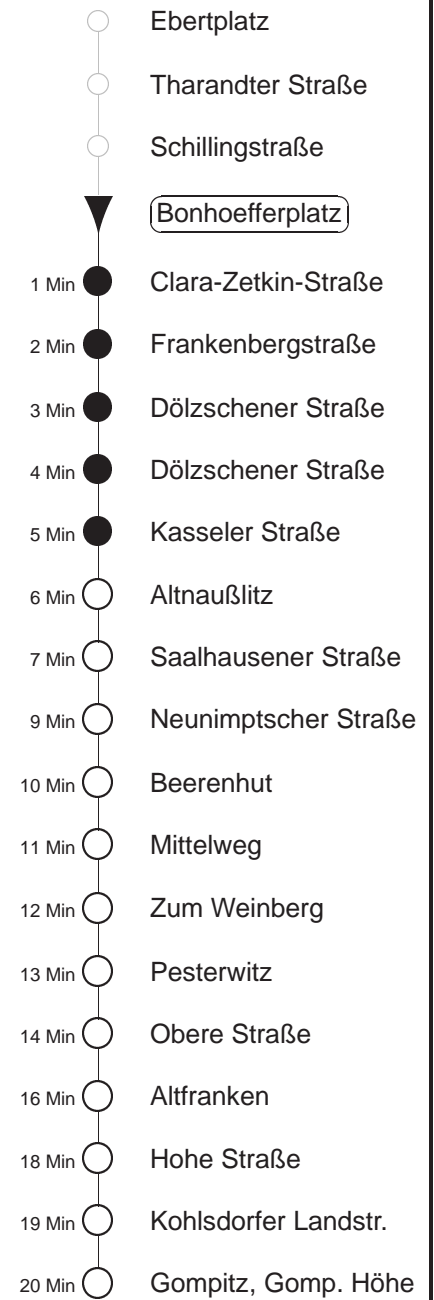 Ebertplatz
Tharandter Straße
Schillingstraße
Bonhoefferplatz
1 Min Clara-Zetkin-Straße
2 Min Frankenbergstraße
3 Min Dölzschener Straße
4 Min Dölzschener Straße
5 Min Kasseler Straße
6 Min Altnaußlitz
7 Min Saalhausener Straße
9 Min Neunimptscher Straße
10 Min Beerenhut
11 Min Mittelweg
12 Min Zum Weinberg
13 Min Pesterwitz
14 Min Obere Straße
16 Min Altfranken
18 Min Hohe Straße
19 Min Kohlsdorfer Landstr.
20 Min Gompitz, Gomp. Höhe